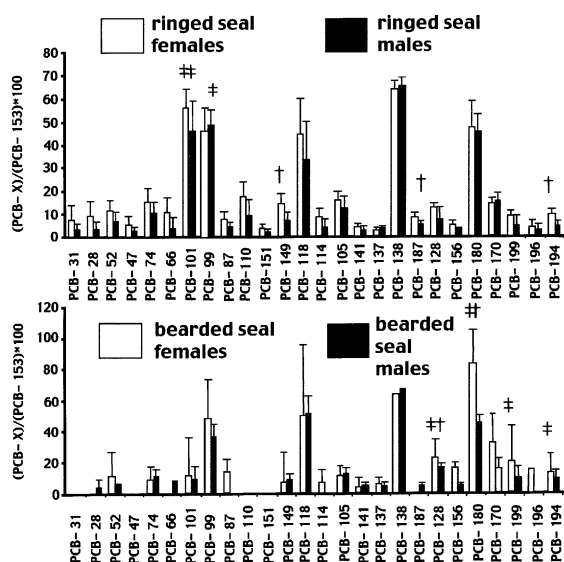 ringed seal females
ringed seal males
(PCB- X)/(PCB- 153)*100
80
70
60
50
40
30
20
10
0
‡‡
‡
†
†
†
PCB- 31
PCB- 28
PCB- 52
PCB- 47
PCB- 74
PCB- 66
PCB-101
PCB- 99
PCB- 87
PCB- 110
PCB- 151
PCB-149
PCB- 118
PCB- 114
PCB- 105
PCB- 141
PCB- 137
PCB- 138
PCB-187
PCB- 128
PCB- 156
PCB- 180
PCB- 170
PCB-199
PCB- 196
PCB-194
bearded seal females
bearded seal males
(PCB- X)/(PCB- 153)*100
120
100
80
60
40
20
0
‡‡
‡†
‡
‡
PCB- 31
PCB- 28
PCB- 52
PCB- 47
PCB- 74
PCB- 66
PCB- 101
PCB- 99
PCB- 87
PCB- 110
PCB- 151
PCB- 149
PCB- 118
PCB- 114
PCB- 105
PCB- 141
PCB- 137
PCB- 138
PCB- 187
PCB- 128
PCB- 156
PCB- 180
PCB- 170
PCB- 199
PCB- 196
PCB- 194